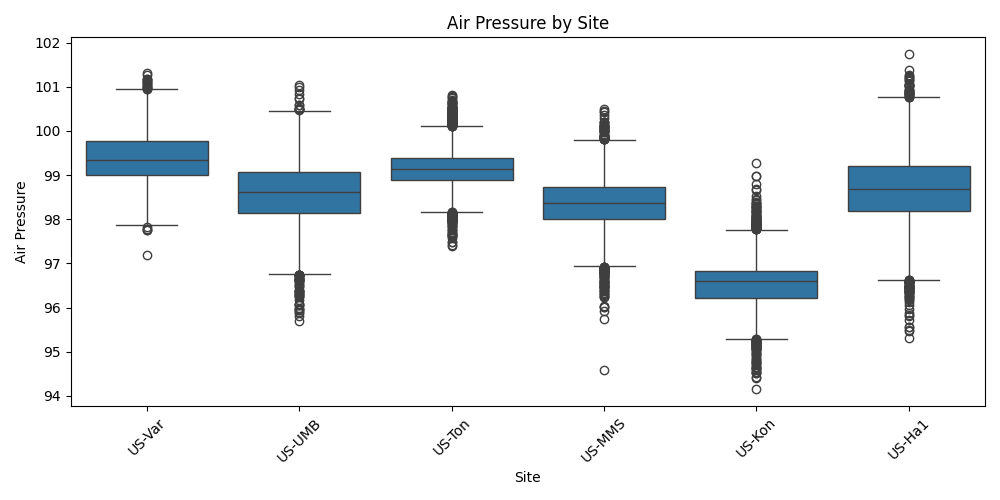 Air Pressure by Site
Air Pressure
102
101
100
99
98
97
96
95
94
US-Var
US-UMB
US-Ton
US-MMS
US-Kon
US-Ha1
Site